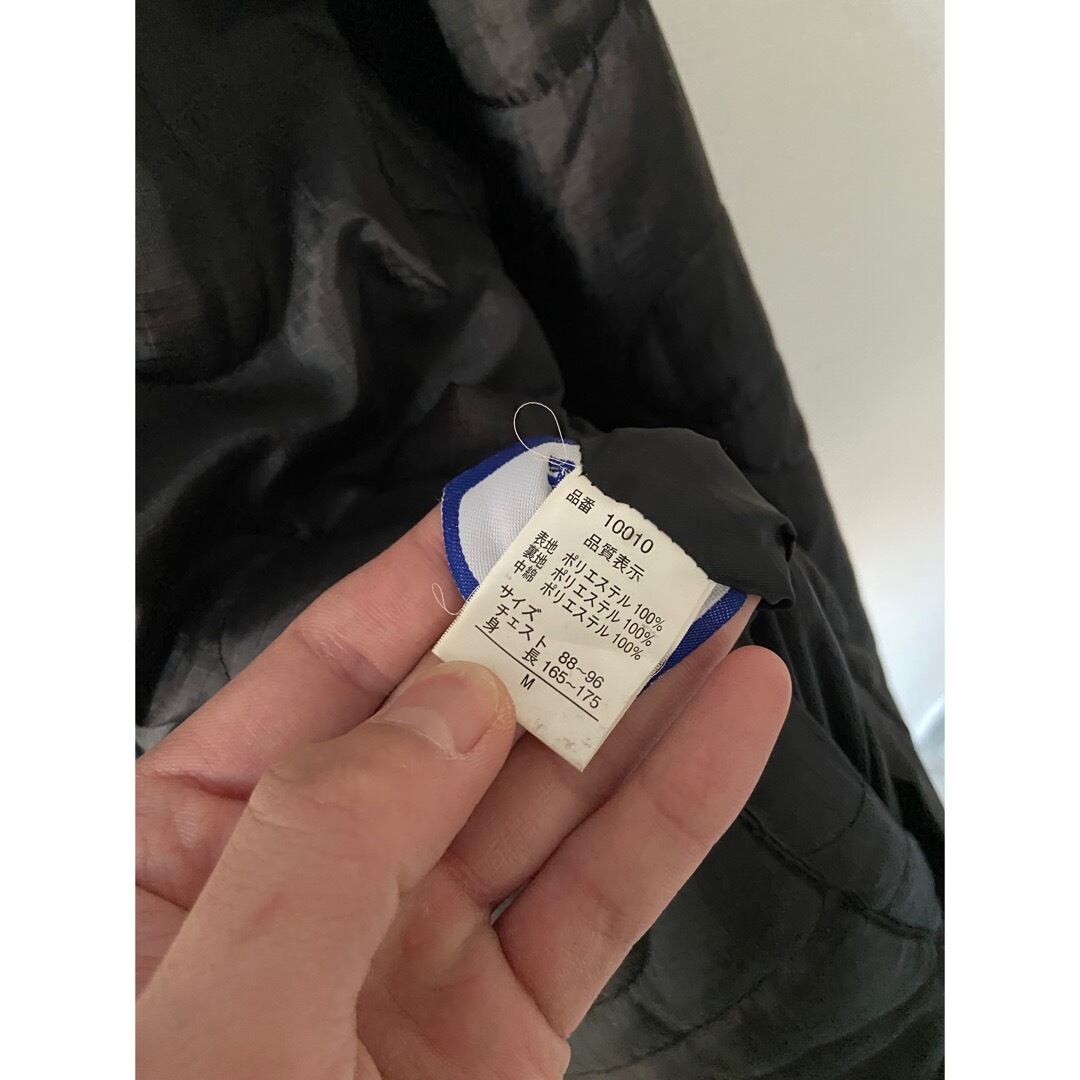 品番 10010
品質表示
表地 ポリエステル 100%
裏地 ポリエステル 100%
中綿 ポリエステル 100%
サイズ
チェスト 88~96
身 長 165~175
M